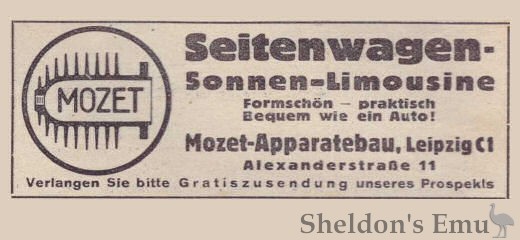 MOZET
Seitenwagen-
Sonnen-Limousine
Formschön – praktisch
Bequem wie ein Auto!
Mozet-Apparatebau, Leipzig C1
Alexanderstraße 11
Verlangen Sie bitte Gratiszusendung unseres Prospekts
Sheldon's Emu